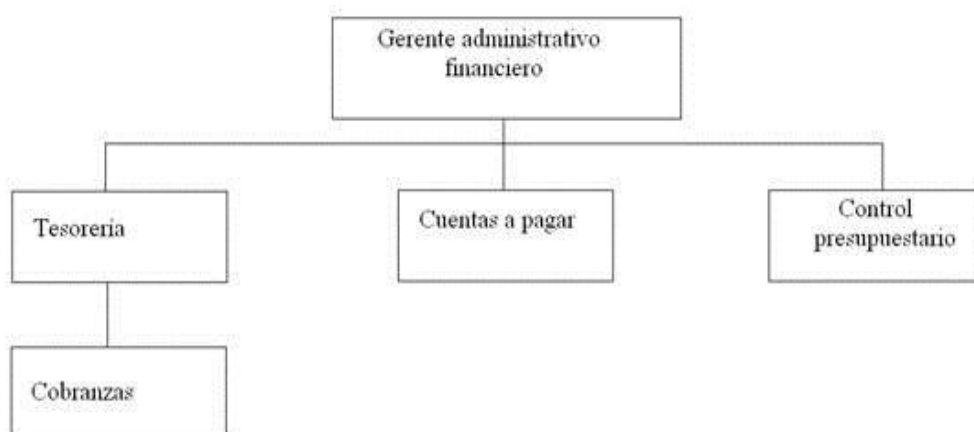 Gerente administrativo
financiero
Tesoreria
Cuentas a pagar
Control
presupuestario
Cobranzas